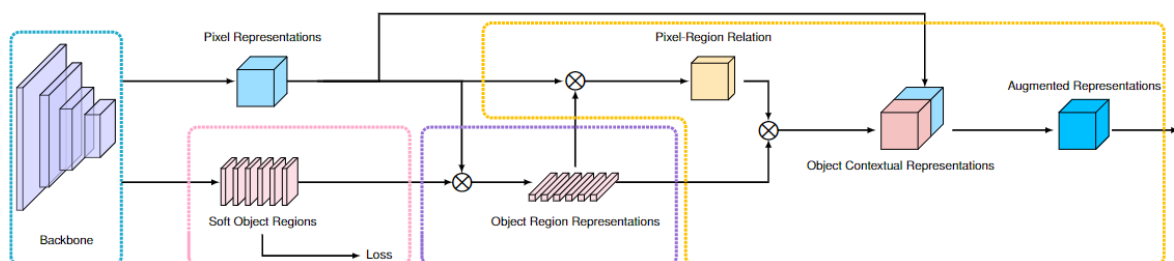 Pixel Representations
Pixel-Region Relation
Augmented Representations
Object Contextual Representations
Soft Object Regions
Object Region Representations
Backbone
Loss